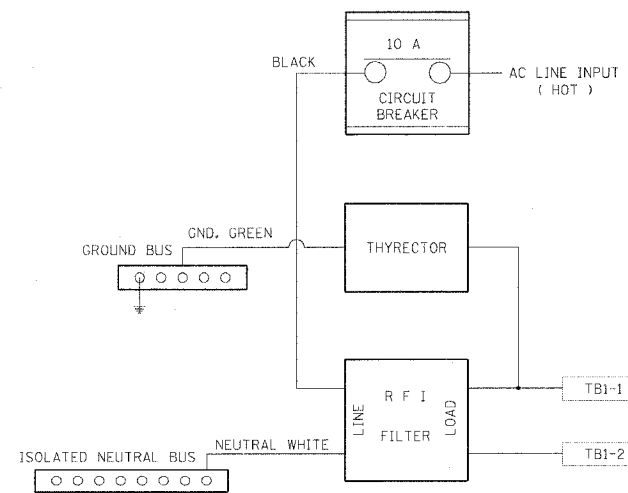 10 A
BLACK
AC LINE INPUT
( HOT )
CIRCUIT
BREAKER
GND. GREEN
GROUND BUS
THYRECTOR
R F I
FILTER
LINE
LOAD
TB1-1
NEUTRAL WHITE
ISOLATED NEUTRAL BUS
TB1-2